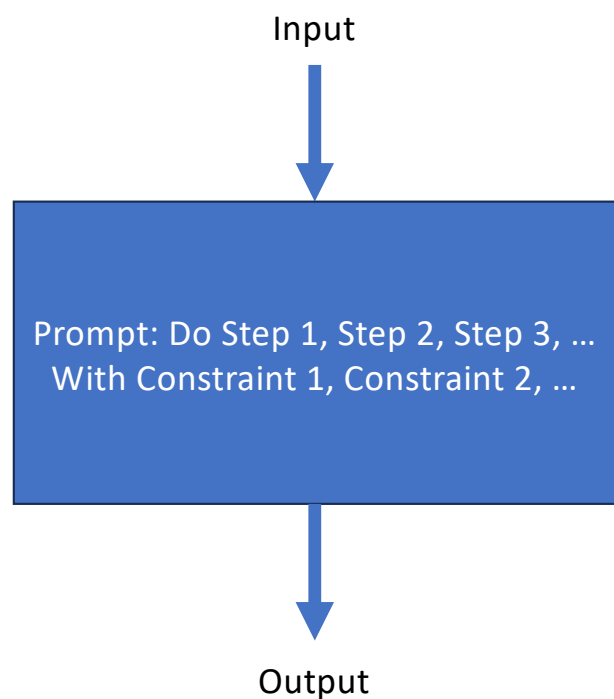 Input
Prompt: Do Step 1, Step 2, Step 3, …
With Constraint 1, Constraint 2, …
Output